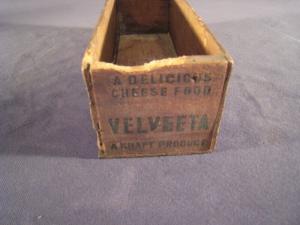 A DELICIOUS
CHEESE FOOD
VELVEETA
A KRAFT PRODUCT